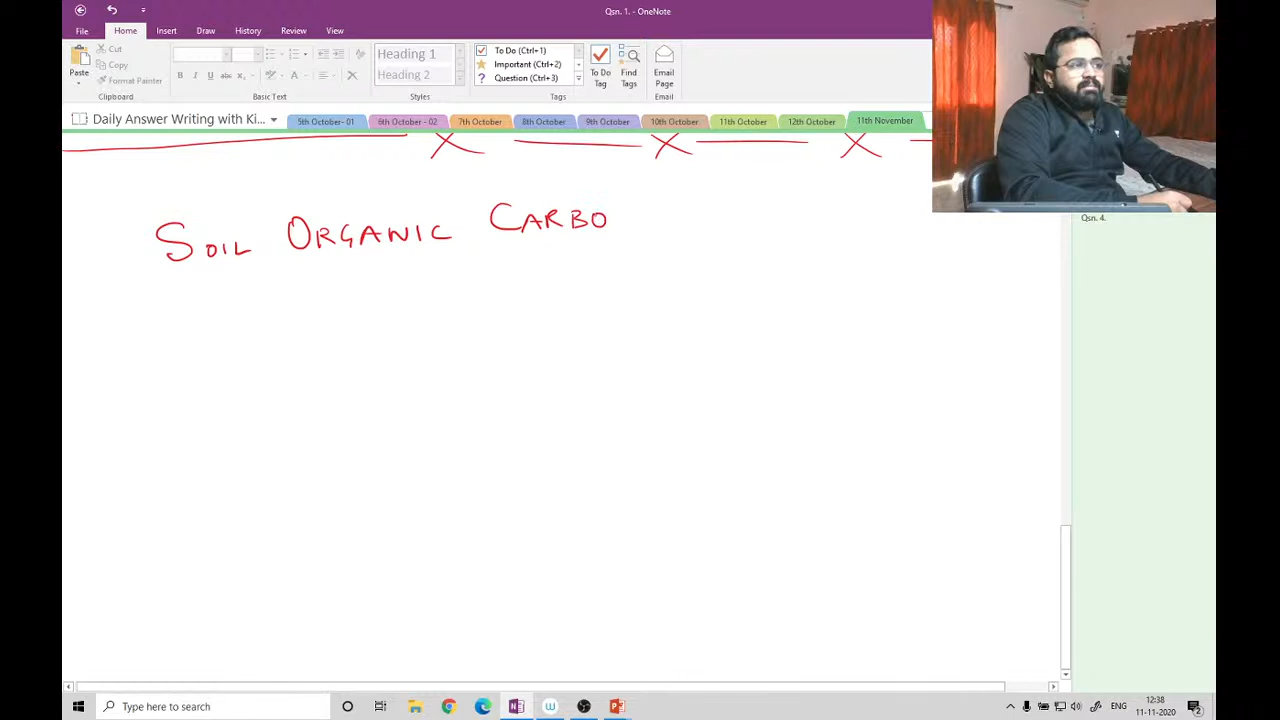 Qsn. 1. - OneNote
File Home Insert Draw History Review View
Paste
Cut
Copy
Format Painter
Clipboard
B I U abc X₂ A
Basic Text
Heading 1
Heading 2
Styles
To Do (Ctrl+1)
Important (Ctrl+2)
Question (Ctrl+3)
Tags
To Do Tag
Find Tags
Email Page
Email
Daily Answer Writing with Ki...
5th October- 01 6th October - 02 7th October 8th October 9th October 10th October 11th October 12th October 11th November
Qsn. 4.
SOIL ORGANIC CARBO
Type here to search
ENG
12:38
11-11-2020
2